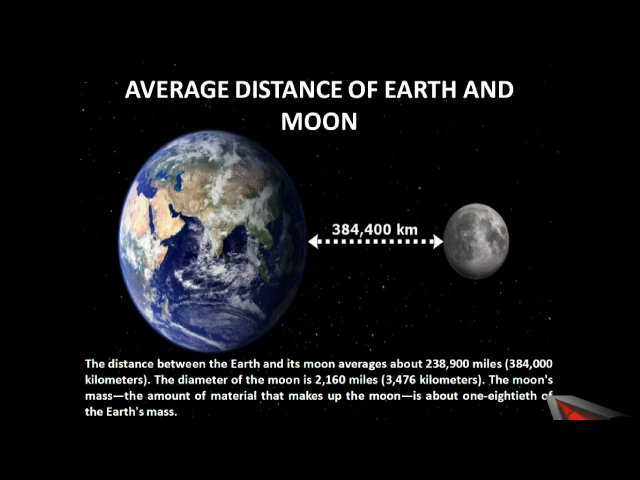 AVERAGE DISTANCE OF EARTH AND
MOON
384,400 km
The distance between the Earth and its moon averages about 238,900 miles (384,000
kilometers). The diameter of the moon is 2,160 miles (3,476 kilometers). The moon's
mass—the amount of material that makes up the moon—is about one-eightieth of
the Earth's mass.